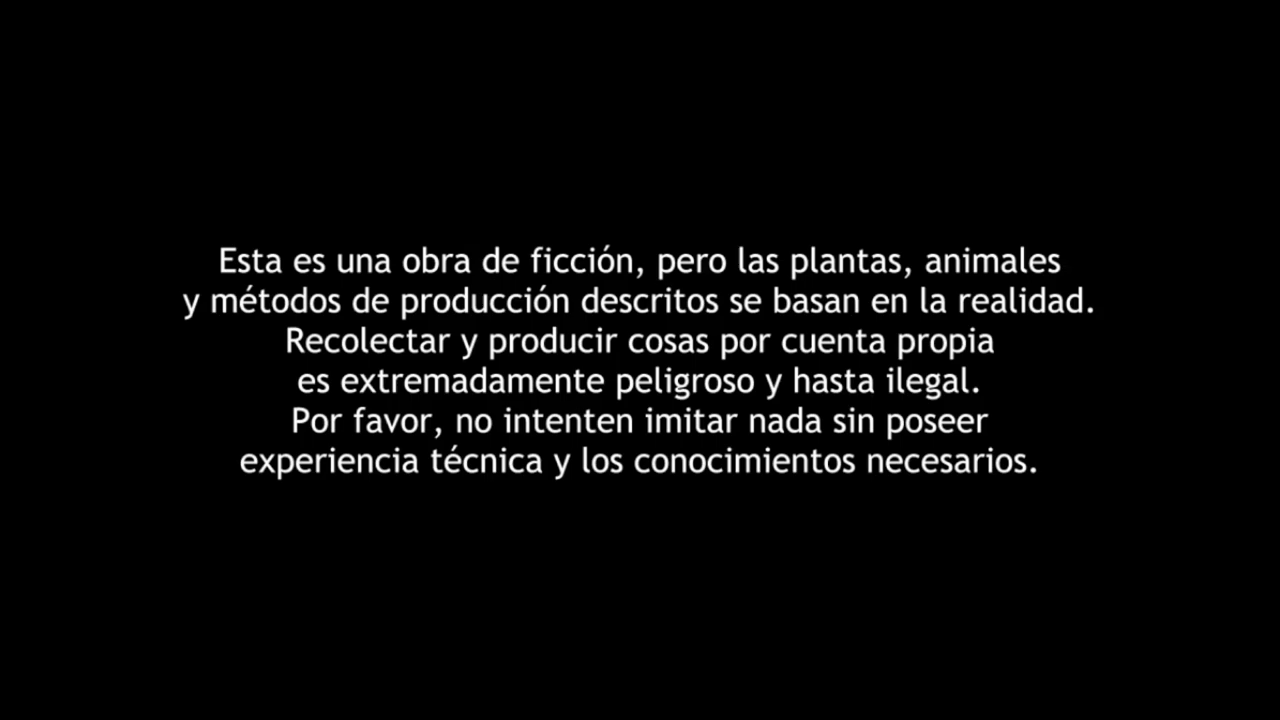 Esta es una obra de ficción, pero las plantas, animales
y métodos de producción descritos se basan en la realidad.
Recolectar y producir cosas por cuenta propia
es extremadamente peligroso y hasta ilegal.
Por favor, no intenten imitar nada sin poseer
experiencia técnica y los conocimientos necesarios.